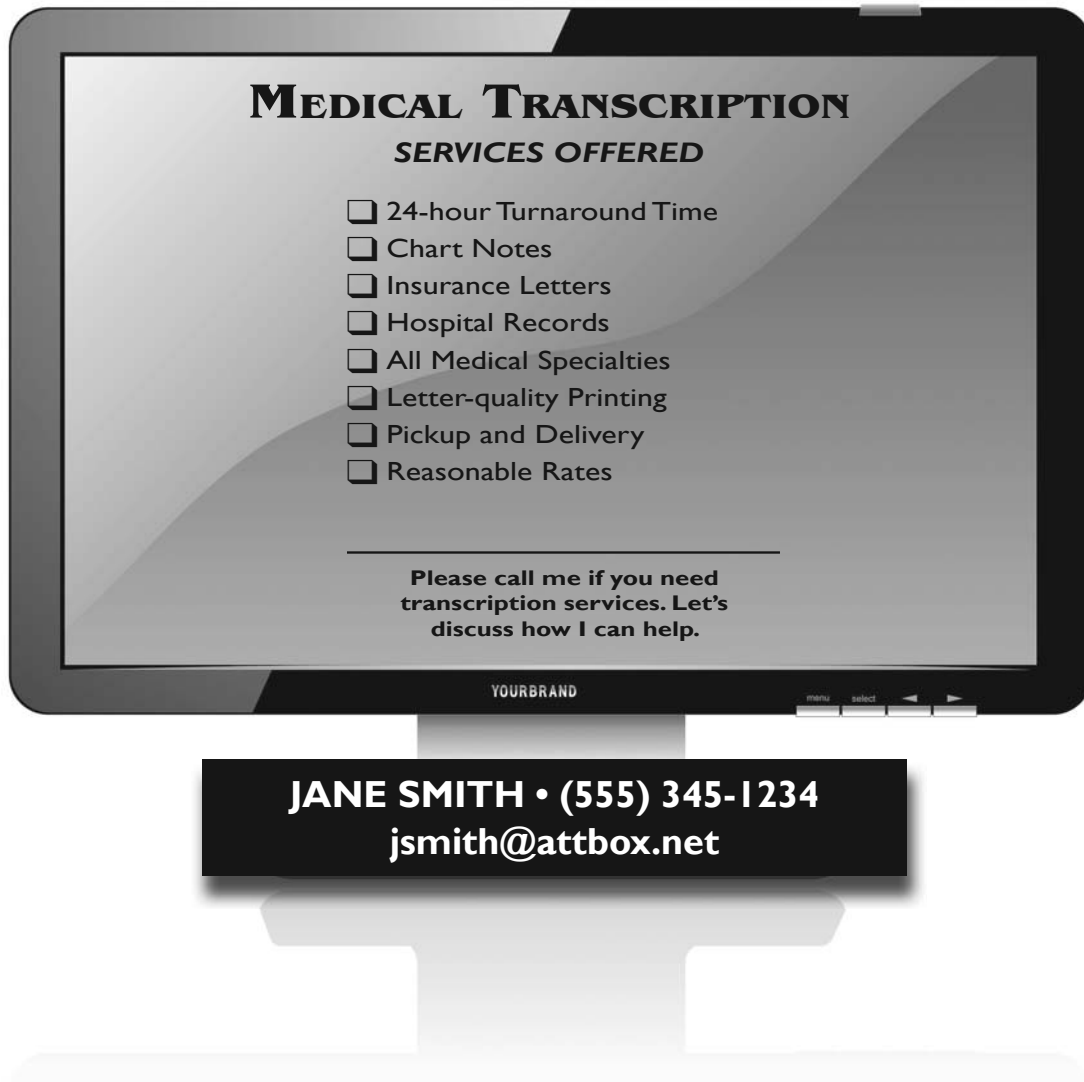 MEDICAL TRANSCRIPTION
SERVICES OFFERED
❏ 24-hour Turnaround Time
❏ Chart Notes
❏ Insurance Letters
❏ Hospital Records
❏ All Medical Specialties
❏ Letter-quality Printing
❏ Pickup and Delivery
❏ Reasonable Rates
Please call me if you need
transcription services. Let’s
discuss how I can help.
YOURBRAND
menu select ◄ ►
JANE SMITH • (555) 345-1234
jsmith@attbox.net